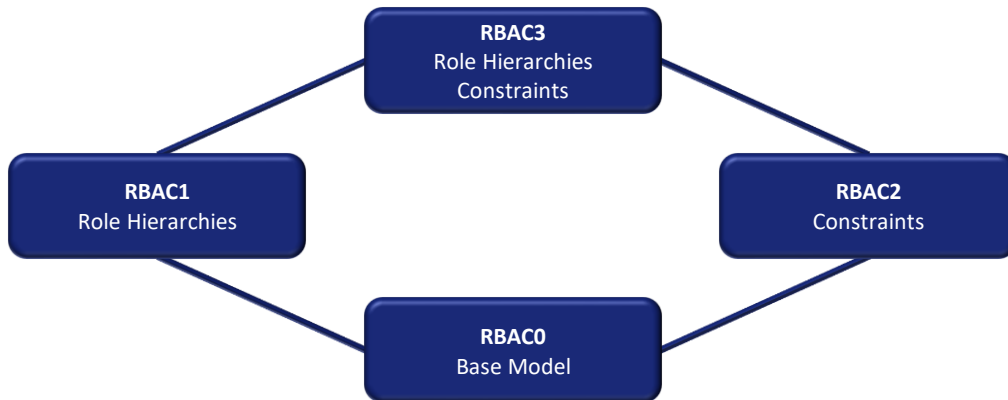 RBAC3
Role Hierarchies
Constraints
RBAC1
Role Hierarchies
RBAC2
Constraints
RBAC0
Base Model